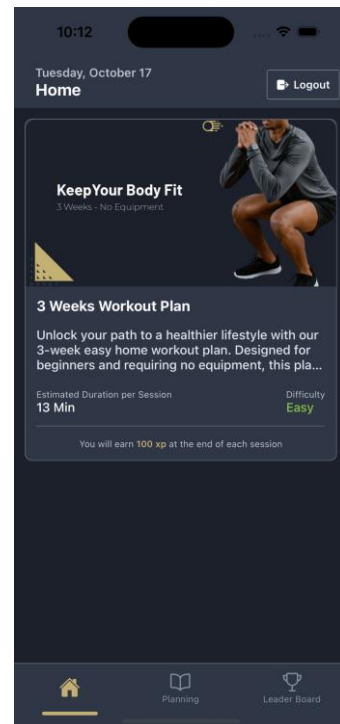 10:12
Tuesday, October 17
Home
Logout
KeepYour Body Fit
3 Weeks - No Equipment
3 Weeks Workout Plan
Unlock your path to a healthier lifestyle with our
3-week easy home workout plan. Designed for
beginners and requiring no equipment, this pla...
Estimated Duration per Session
Difficulty
13 Min
Easy
You will earn 100 xp at the end of each session
Planning
Leader Board